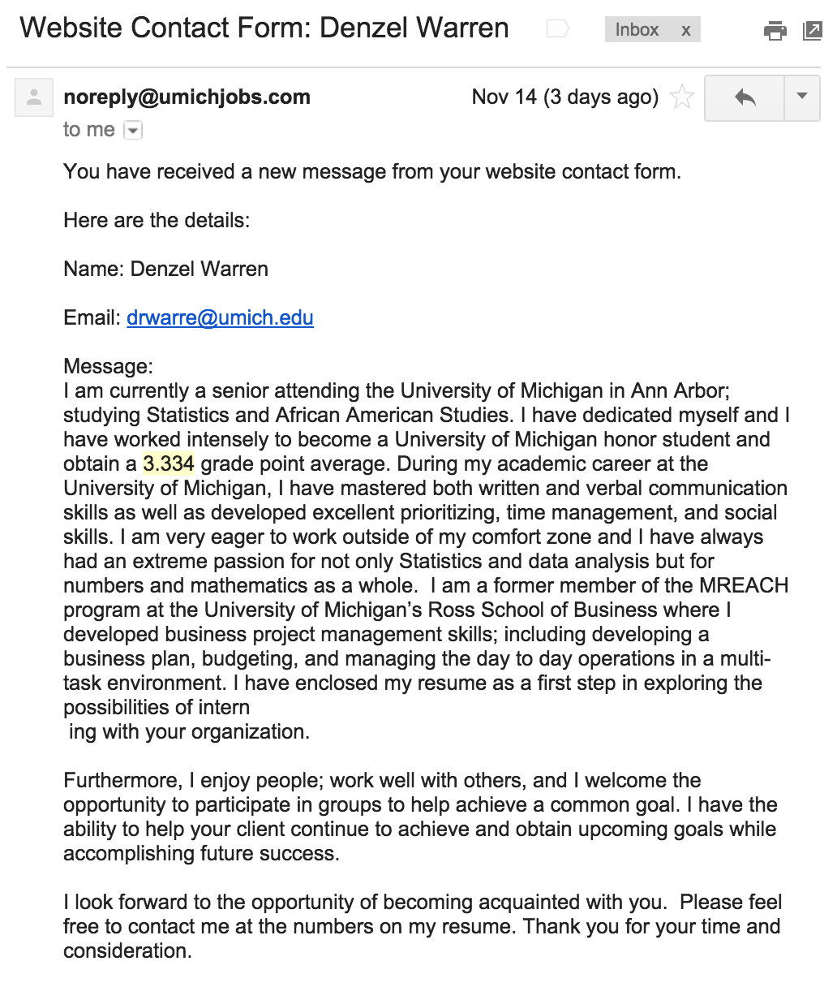 Website Contact Form: Denzel Warren
Inbox x
noreply@umichjobs.com
Nov 14 (3 days ago)
to me
You have received a new message from your website contact form.
Here are the details:
Name: Denzel Warren
Email: drwarre@umich.edu
Message:
I am currently a senior attending the University of Michigan in Ann Arbor;
studying Statistics and African American Studies. I have dedicated myself and I
have worked intensely to become a University of Michigan honor student and
obtain a 3.334 grade point average. During my academic career at the
University of Michigan, I have mastered both written and verbal communication
skills as well as developed excellent prioritizing, time management, and social
skills. I am very eager to work outside of my comfort zone and I have always
had an extreme passion for not only Statistics and data analysis but for
numbers and mathematics as a whole.  I am a former member of the MREACH
program at the University of Michigan’s Ross School of Business where I
developed business project management skills; including developing a
business plan, budgeting, and managing the day to day operations in a multi-
task environment. I have enclosed my resume as a first step in exploring the
possibilities of intern
ing with your organization.
Furthermore, I enjoy people; work well with others, and I welcome the
opportunity to participate in groups to help achieve a common goal. I have the
ability to help your client continue to achieve and obtain upcoming goals while
accomplishing future success.
I look forward to the opportunity of becoming acquainted with you.  Please feel
free to contact me at the numbers on my resume. Thank you for your time and
consideration.